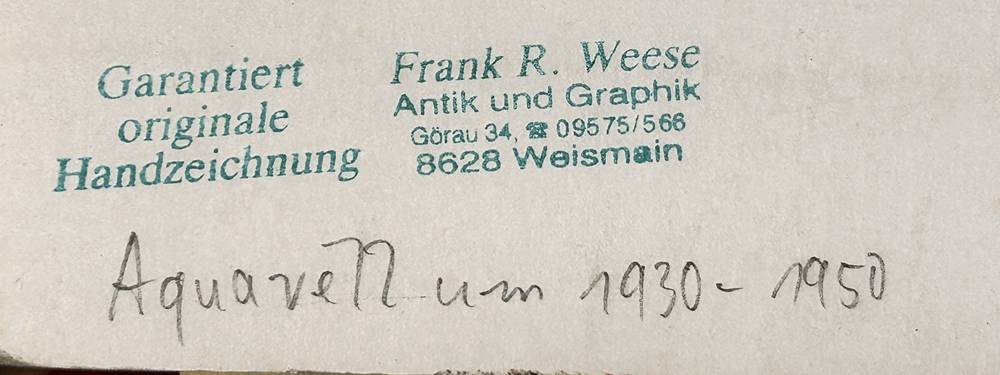 Garantiert
originale
Handzeichnung
Frank R. Weese
Antik und Graphik
Görau 34, ☎ 09575/566
8628 Weismain
Aquarell um 1930 - 1950